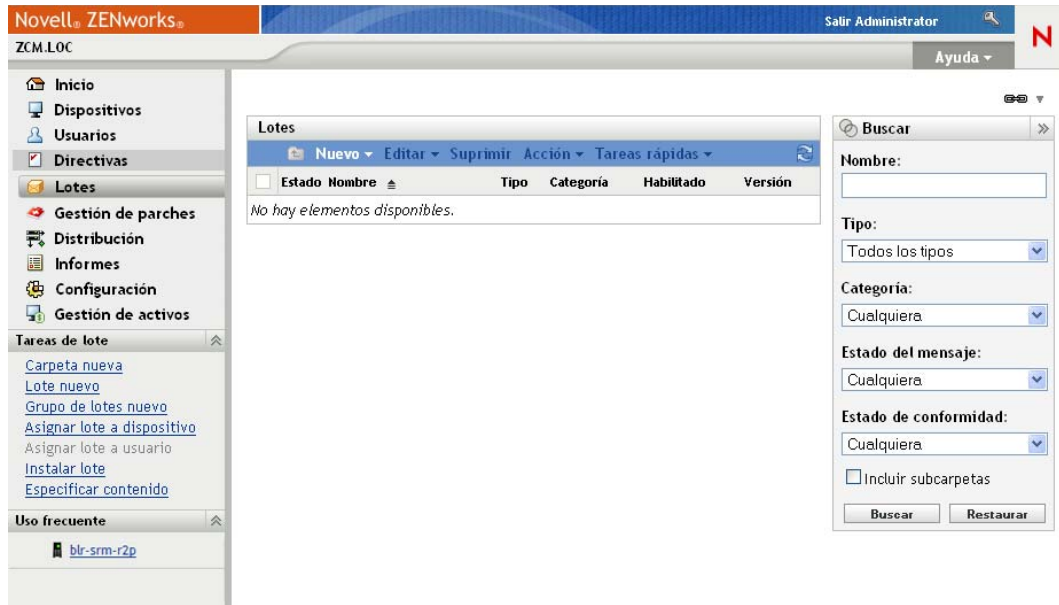 Novell® ZENworks®
Salir Administrator
ZCM.LOC
N
Ayuda
Inicio
Dispositivos
Usuarios
Directivas
Lotes
Gestión de parches
Distribución
Informes
Configuración
Gestión de activos
Tareas de lote
Carpeta nueva
Lote nuevo
Grupo de lotes nuevo
Asignar lote a dispositivo
Asignar lote a usuario
Instalar lote
Especificar contenido
Uso frecuente
blr-srm-r2p
Lotes
Nuevo Editar Suprimir Acción Tareas rápidas
Estado Nombre Tipo Categoría Habilitado Versión
No hay elementos disponibles.
Buscar
Nombre:
Tipo:
Todos los tipos
Categoría:
Cualquiera
Estado del mensaje:
Cualquiera
Estado de conformidad:
Cualquiera
Incluir subcarpetas
Buscar Restaurar